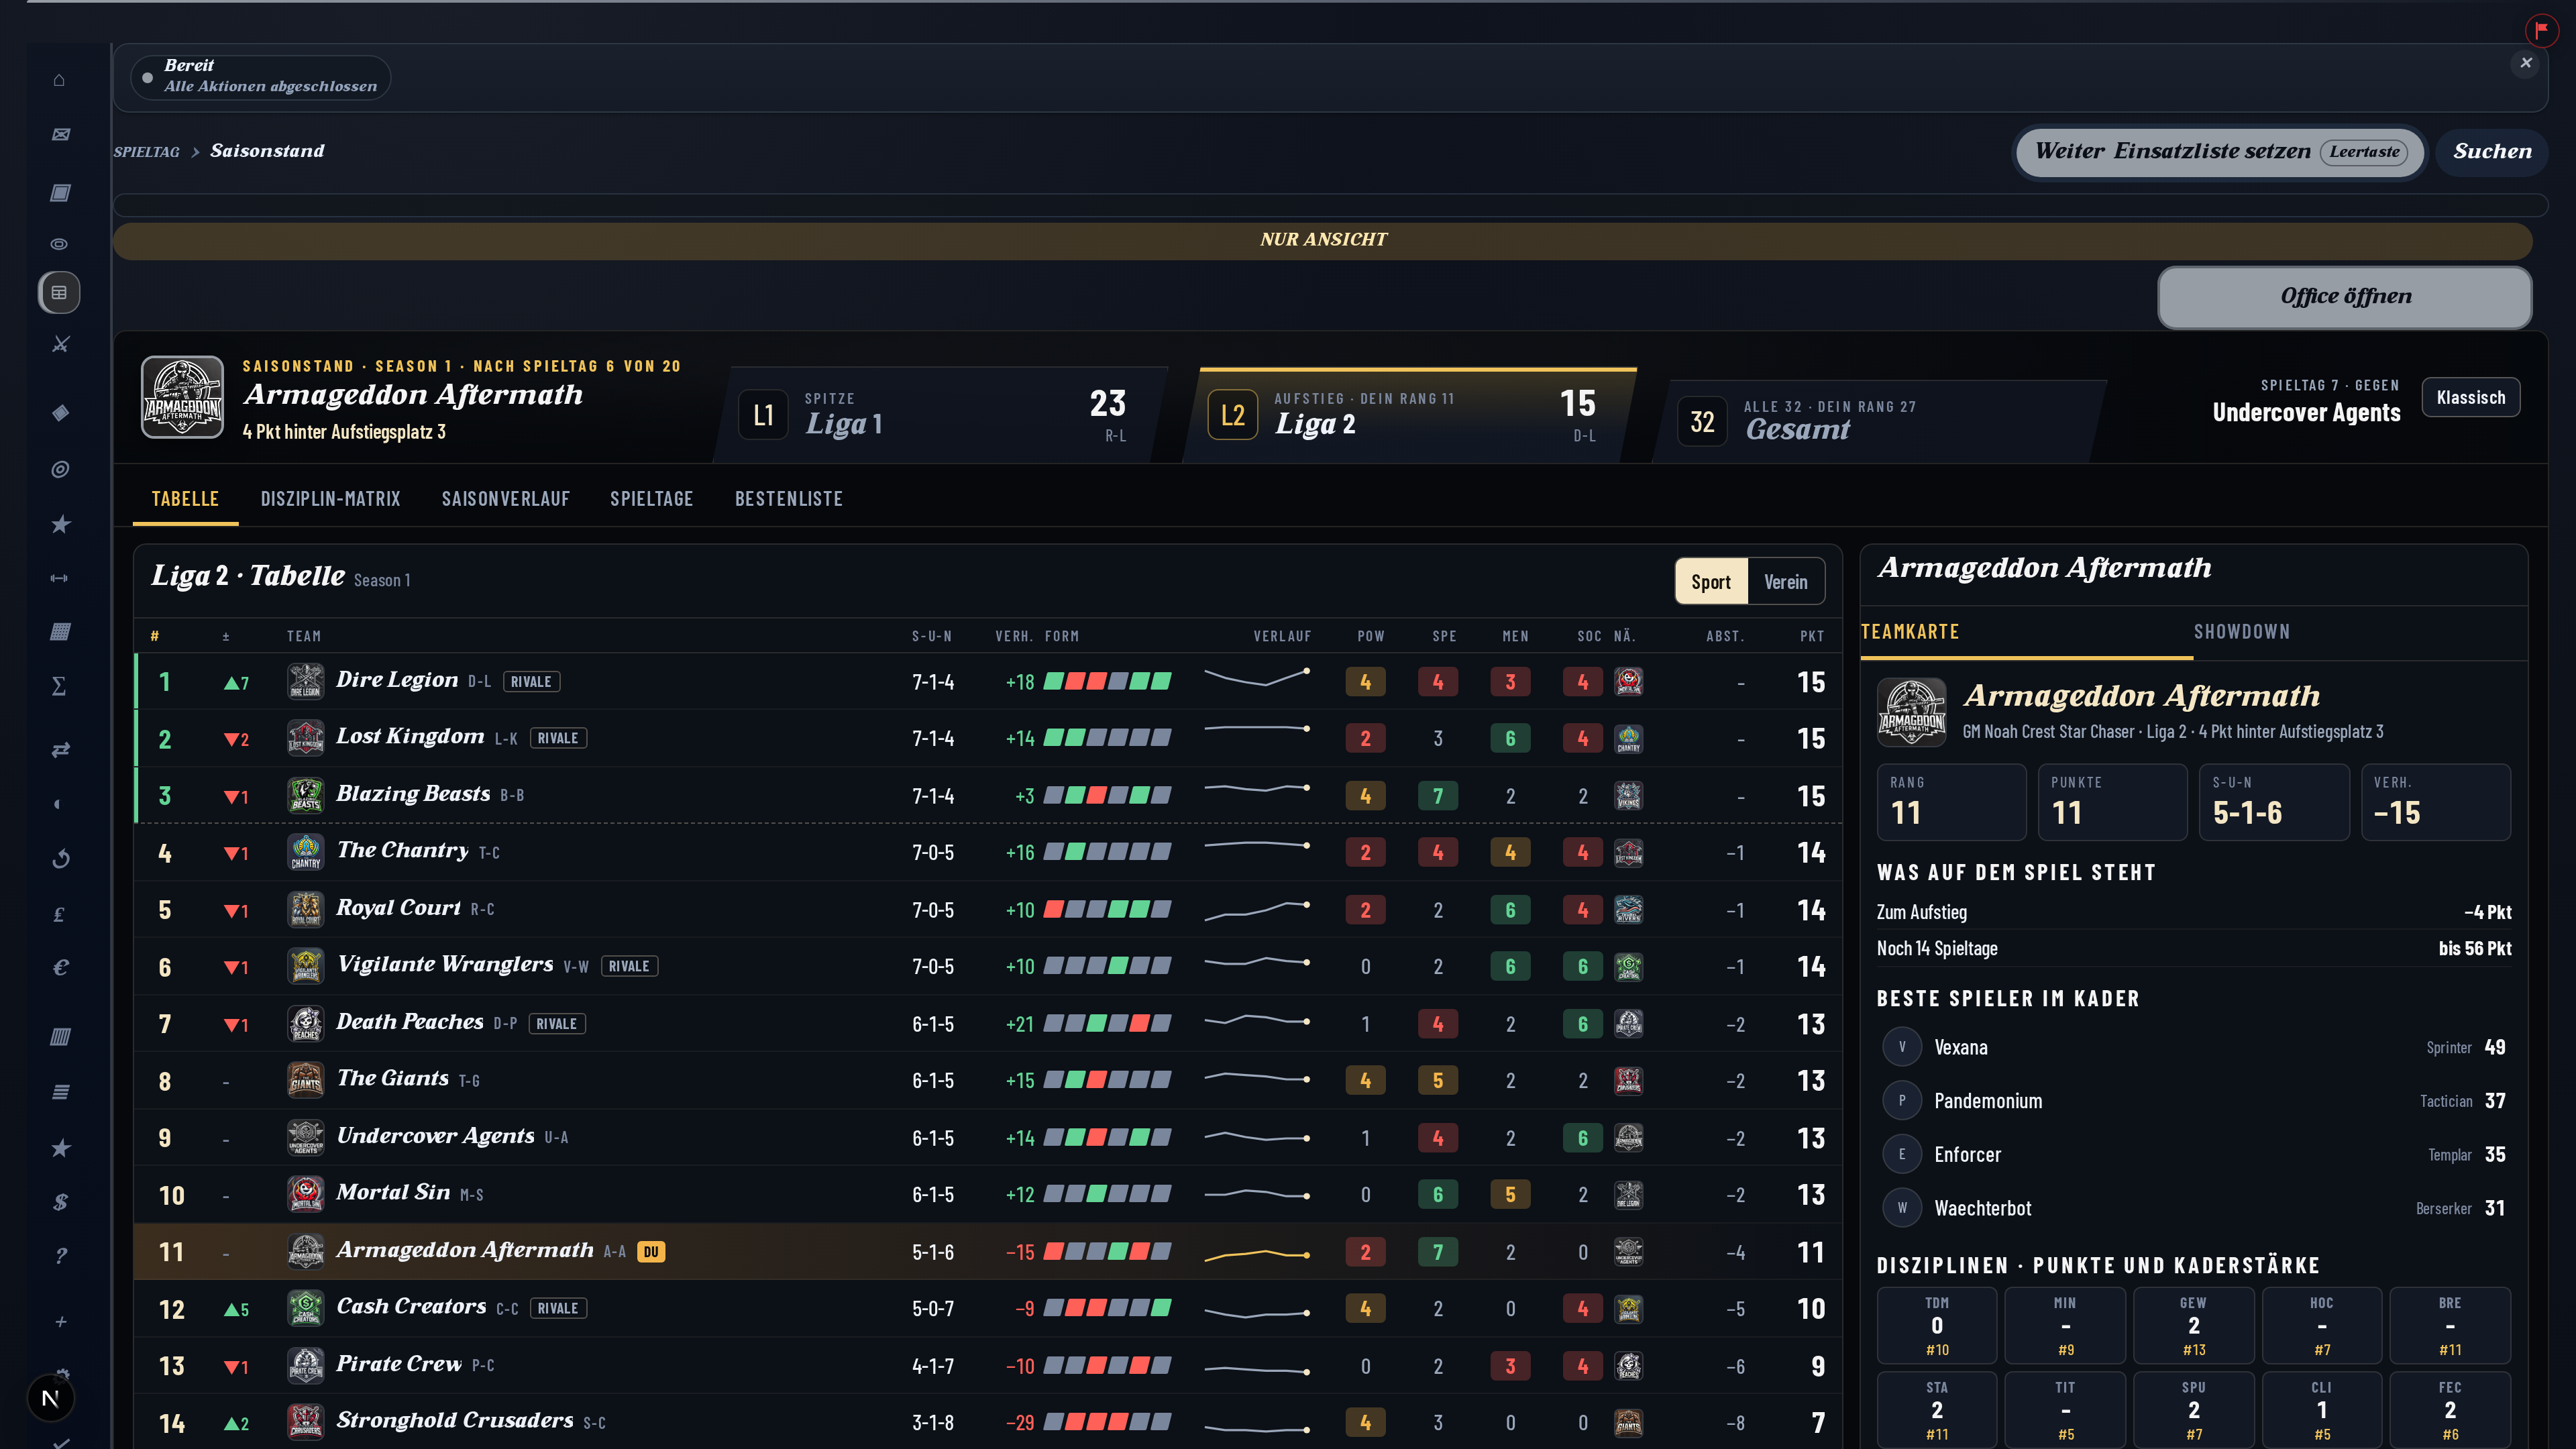 Bereit
Alle Aktionen abgeschlossen
SPIELTAG > Saisonstand
Weiter Einsatzliste setzen Leertaste Suchen
NUR ANSICHT
Office öffnen
SAISONSTAND · SEASON 1 · NACH SPIELTAG 6 VON 20
Armageddon Aftermath
4 Pkt hinter Aufstiegsplatz 3
L1 SPITZE Liga 1 23 R-L
L2 AUFSTIEG · DEIN RANG 11 Liga 2 15 D-L
32 ALLE 32 · DEIN RANG 27 Gesamt
SPIELTAG 7 · GEGEN
Undercover Agents
Klassisch
TABELLE DISZIPLIN-MATRIX SAISONVERLAUF SPIELTAGE BESTENLISTE
Liga 2 · Tabelle Season 1 Sport Verein
# ± TEAM S-U-N VERH. FORM VERLAUF POW SPE MEN SOC NÄ. ABST. PKT
1 ▲7 Dire Legion D-L RIVALE 7-1-4 +18 4 4 3 4 - 15
2 ▼2 Lost Kingdom L-K RIVALE 7-1-4 +14 2 3 6 4 - 15
3 ▼1 Blazing Beasts B-B 7-1-4 +3 4 7 2 2 - 15
4 ▼1 The Chantry T-C 7-0-5 +16 2 4 4 4 −1 14
5 ▼1 Royal Court R-C 7-0-5 +10 2 2 6 4 −1 14
6 ▼1 Vigilante Wranglers V-W RIVALE 7-0-5 +10 0 2 6 6 −1 14
7 ▼1 Death Peaches D-P RIVALE 6-1-5 +21 1 4 2 6 −2 13
8 - The Giants T-G 6-1-5 +15 4 5 2 2 −2 13
9 - Undercover Agents U-A 6-1-5 +14 1 4 2 6 −2 13
10 - Mortal Sin M-S 6-1-5 +12 0 6 5 2 −2 13
11 - Armageddon Aftermath A-A DU 5-1-6 −15 2 7 2 0 −4 11
12 ▲5 Cash Creators C-C RIVALE 5-0-7 −9 4 2 0 4 −5 10
13 ▼1 Pirate Crew P-C 4-1-7 −10 0 2 3 4 −6 9
14 ▲2 Stronghold Crusaders S-C 3-1-8 −29 4 3 0 0 −8 7
Armageddon Aftermath
TEAMKARTE SHOWDOWN
Armageddon Aftermath
GM Noah Crest Star Chaser · Liga 2 · 4 Pkt hinter Aufstiegsplatz 3
RANG PUNKTE S-U-N VERH.
11 11 5-1-6 −15
WAS AUF DEM SPIEL STEHT
Zum Aufstieg −4 Pkt
Noch 14 Spieltage bis 56 Pkt
BESTE SPIELER IM KADER
V Vexana Sprinter 49
P Pandemonium Tactician 37
E Enforcer Templar 35
W Waechterbot Berserker 31
DISZIPLINEN · PUNKTE UND KADERSTÄRKE
TDM MIN GEW HOC BRE
0 - 2 - -
#10 #9 #13 #7 #11
STA TIT SPU CLI FEC
2 - 2 1 2
#11 #5 #7 #5 #6